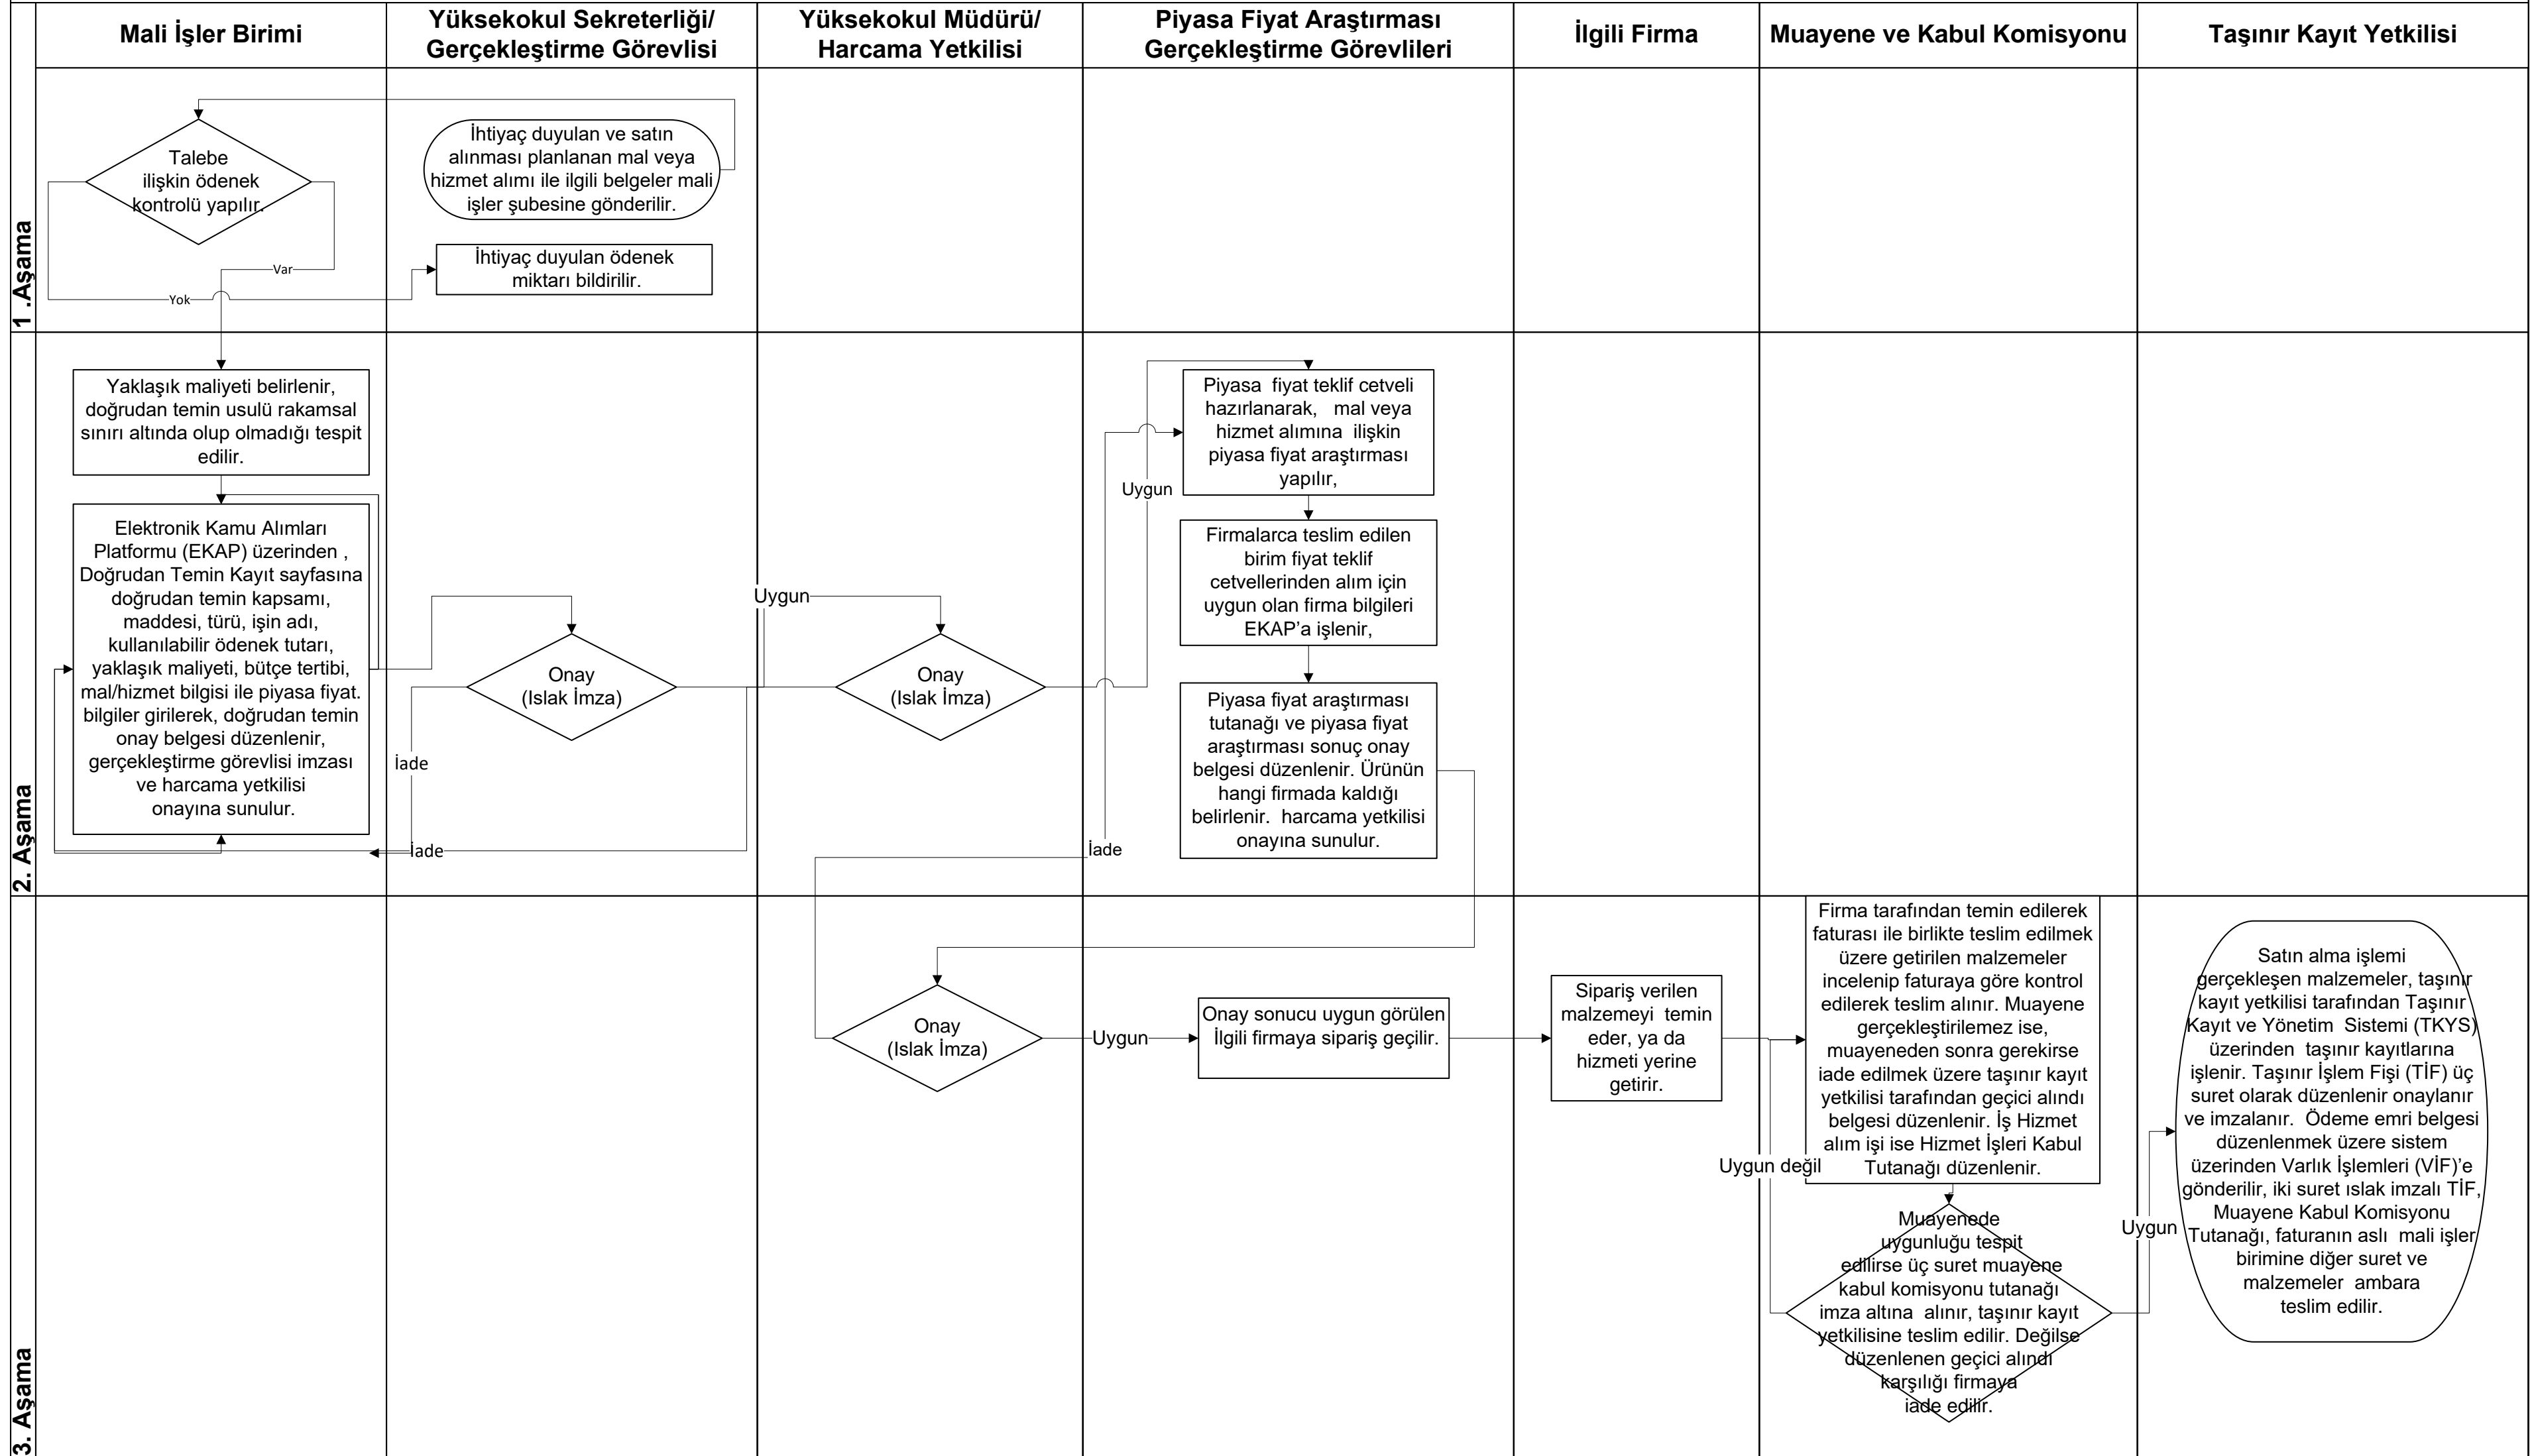 Mali İşler Birimi
Yüksekokul Sekreterliği/
Gerçekleştirme Görevlisi
Yüksekokul Müdürü/
Harcama Yetkilisi
Piyasa Fiyat Araştırması
Gerçekleştirme Görevlileri
İlgili Firma
Muayene ve Kabul Komisyonu
Taşınır Kayıt Yetkilisi
1 .Aşama
Talebe
ilişkin ödenek
kontrolü yapılır.
İhtiyaç duyulan ve satın
alınması planlanan mal veya
hizmet alımı ile ilgili belgeler mali
işler şubesine gönderilir.
İhtiyaç duyulan ödenek
miktarı bildirilir.
Var
Yok
2. Aşama
Yaklaşık maliyeti belirlenir,
doğrudan temin usulü rakamsal
sınırı altında olup olmadığı tespit
edilir.
Elektronik Kamu Alımları
Platformu (EKAP) üzerinden ,
Doğrudan Temin Kayıt sayfasına
doğrudan temin kapsamı,
maddesi, türü, işin adı,
kullanılabilir ödenek tutarı,
yaklaşık maliyeti, bütçe tertibi,
mal/hizmet bilgisi ile piyasa fiyat.
bilgiler girilerek, doğrudan temin
onay belgesi düzenlenir,
gerçekleştirme görevlisi imzası
ve harcama yetkilisi
onayına sunulur.
Onay
(Islak İmza)
İade
İade
Uygun
Onay
(Islak İmza)
Uygun
İade
Piyasa  fiyat teklif cetveli
hazırlanarak,   mal veya
hizmet alımına  ilişkin
piyasa fiyat araştırması
yapılır,
Firmalarca teslim edilen
birim fiyat teklif
cetvellerinden alım için
uygun olan firma bilgileri
EKAP’a işlenir,
Piyasa fiyat araştırması
tutanağı ve piyasa fiyat
araştırması sonuç onay
belgesi düzenlenir. Ürünün
hangi firmada kaldığı
belirlenir.  harcama yetkilisi
onayına sunulur.
3. Aşama
Onay
(Islak İmza)
Uygun
Onay sonucu uygun görülen
İlgili firmaya sipariş geçilir.
Sipariş verilen
malzemeyi  temin
eder, ya da
hizmeti yerine
getirir.
Firma tarafından temin edilerek
faturası ile birlikte teslim edilmek
üzere getirilen malzemeler
incelenip faturaya göre kontrol
edilerek teslim alınır. Muayene
gerçekleştirilemez ise,
muayeneden sonra gerekirse
iade edilmek üzere taşınır kayıt
yetkilisi tarafından geçici alındı
belgesi düzenlenir. İş Hizmet
alım işi ise Hizmet İşleri Kabul
Tutanağı düzenlenir.
Uygun değil
Muayenede
uygunluğu tespit
edilirse üç suret muayene
kabul komisyonu tutanağı
imza altına  alınır, taşınır kayıt
yetkilisine teslim edilir. Değilse
düzenlenen geçici alındı
karşılığı firmaya
iade edilir.
Uygun
Satın alma işlemi
gerçekleşen malzemeler, taşınır
kayıt yetkilisi tarafından Taşınır
Kayıt ve Yönetim  Sistemi (TKYS)
üzerinden  taşınır kayıtlarına
işlenir. Taşınır İşlem Fişi (TİF) üç
suret olarak düzenlenir onaylanır
ve imzalanır.  Ödeme emri belgesi
düzenlenmek üzere sistem
üzerinden Varlık İşlemleri (VİF)’e
gönderilir, iki suret ıslak imzalı TİF,
Muayene Kabul Komisyonu
Tutanağı, faturanın aslı  mali işler
birimine diğer suret ve
malzemeler  ambara
teslim edilir.